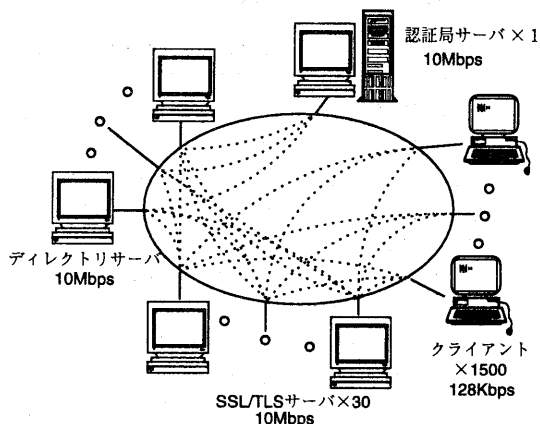 認証局サーバ×1
10Mbps
ディレクトリサーバ
10Mbps
クライアント
×1500
128Kbps
SSL/TLSサーバ×30
10Mbps